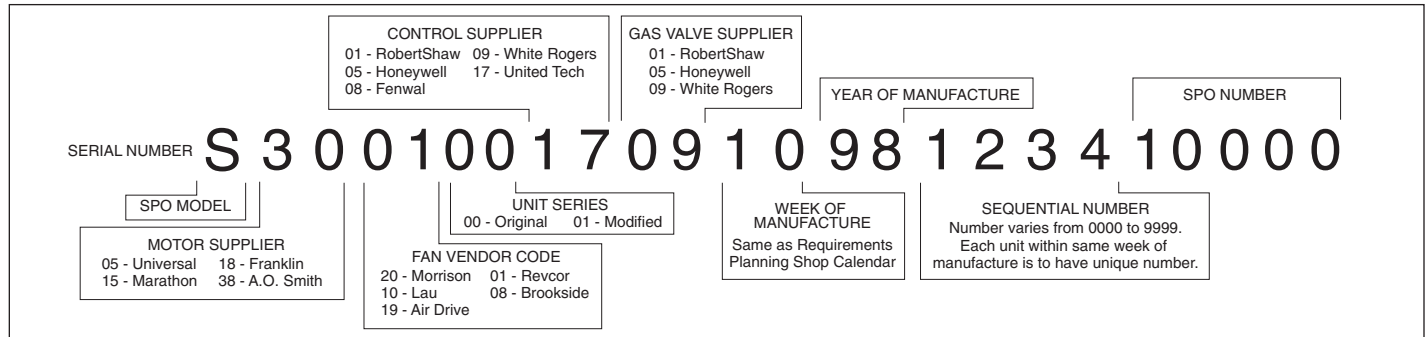 CONTROL SUPPLIER
01 - RobertShaw 09 - White Rogers
05 - Honeywell 17 - United Tech
08 - Fenwal
GAS VALVE SUPPLIER
01 - RobertShaw
05 - Honeywell
09 - White Rogers
YEAR OF MANUFACTURE
SPO NUMBER
SERIAL NUMBER S 3 0 0 1 0 0 1 7 0 9 1 0 9 8 1 2 3 4 1 0 0 0 0
SPO MODEL
MOTOR SUPPLIER
05 - Universal 18 - Franklin
15 - Marathon 38 - A.O. Smith
FAN VENDOR CODE
20 - Morrison 01 - Revcor
10 - Lau 08 - Brookside
19 - Air Drive
UNIT SERIES
00 - Original 01 - Modified
WEEK OF
MANUFACTURE
Same as Requirements
Planning Shop Calendar
SEQUENTIAL NUMBER
Number varies from 0000 to 9999.
Each unit within same week of
manufacture is to have unique number.